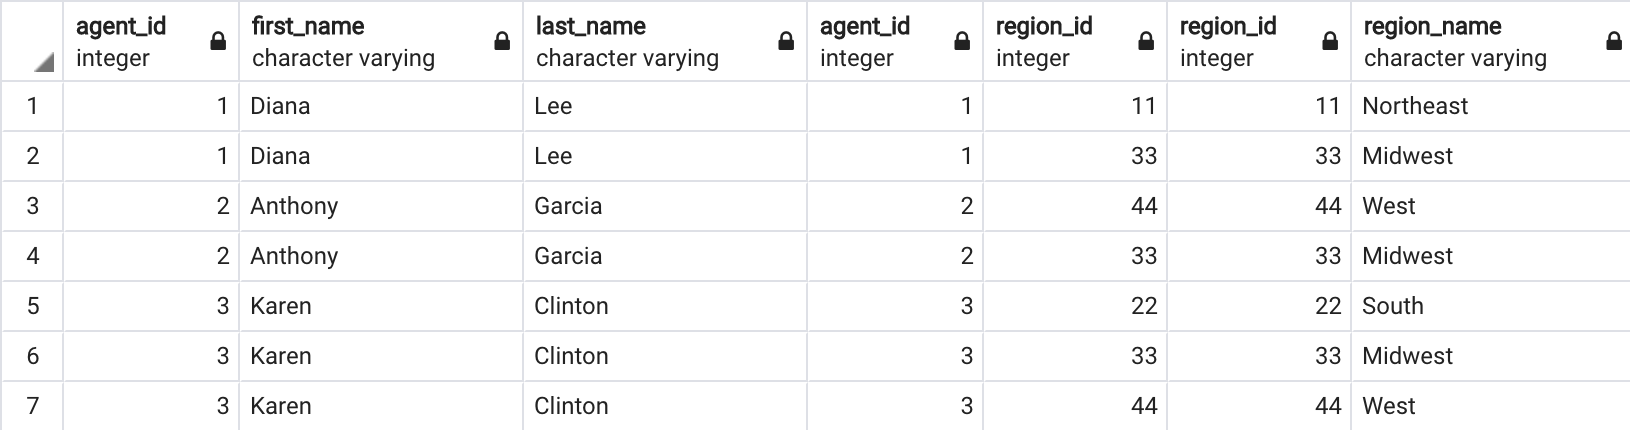 agent_id first_name last_name agent_id region_id region_id region_name
integer character varying character varying integer integer integer character varying
1 1 Diana Lee 1 11 11 Northeast
2 1 Diana Lee 1 33 33 Midwest
3 2 Anthony Garcia 2 44 44 West
4 2 Anthony Garcia 2 33 33 Midwest
5 3 Karen Clinton 3 22 22 South
6 3 Karen Clinton 3 33 33 Midwest
7 3 Karen Clinton 3 44 44 West